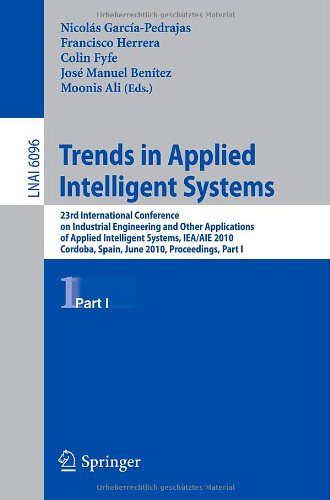 Urheberrechtlich geschütztes Material
Nicolás García-Pedrajas
Francisco Herrera
Colin Fyfe
José Manuel Benítez
Moonis Ali (Eds.)
LNAI 6096
Trends in Applied
Intelligent Systems
23rd International Conference
on Industrial Engineering and Other Applications
of Applied Intelligent Systems, IEA/AIE 2010
Cordoba, Spain, June 2010, Proceedings, Part I
1 Part I
Springer
Urheberrechtlich geschütztes Material